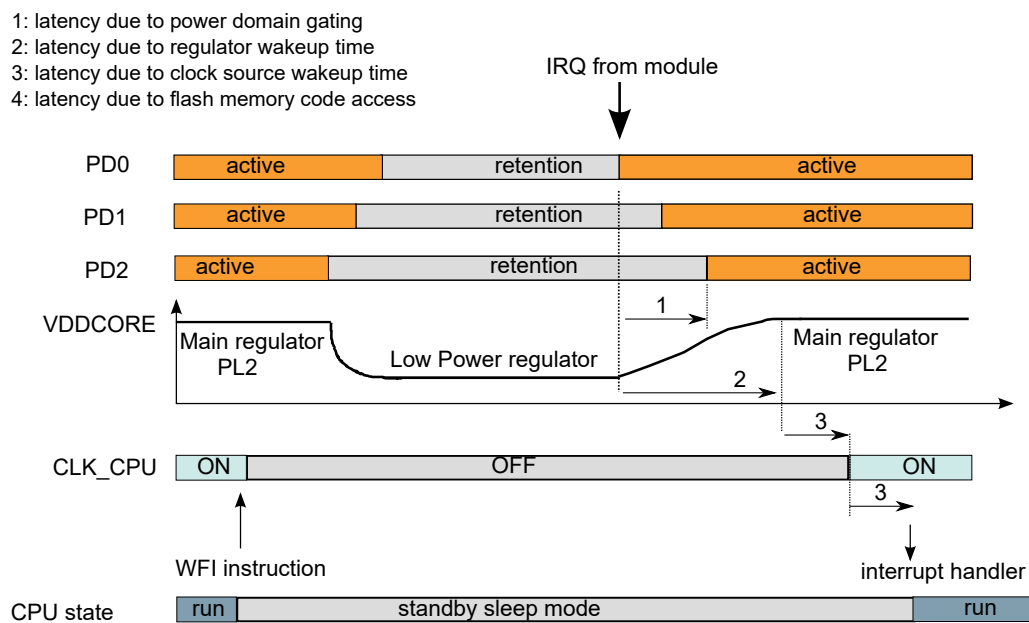 1: latency due to power domain gating
2: latency due to regulator wakeup time
3: latency due to clock source wakeup time
4: latency due to flash memory code access
IRQ from module
PD0 active retention active
PD1 active retention active
PD2 active retention active
1
VDDCORE
Main regulator
PL2
Low Power regulator
Main regulator
PL2
2
3
CLK_CPU ON OFF ON
3
WFI instruction
interrupt handler
CPU state run standby sleep mode run